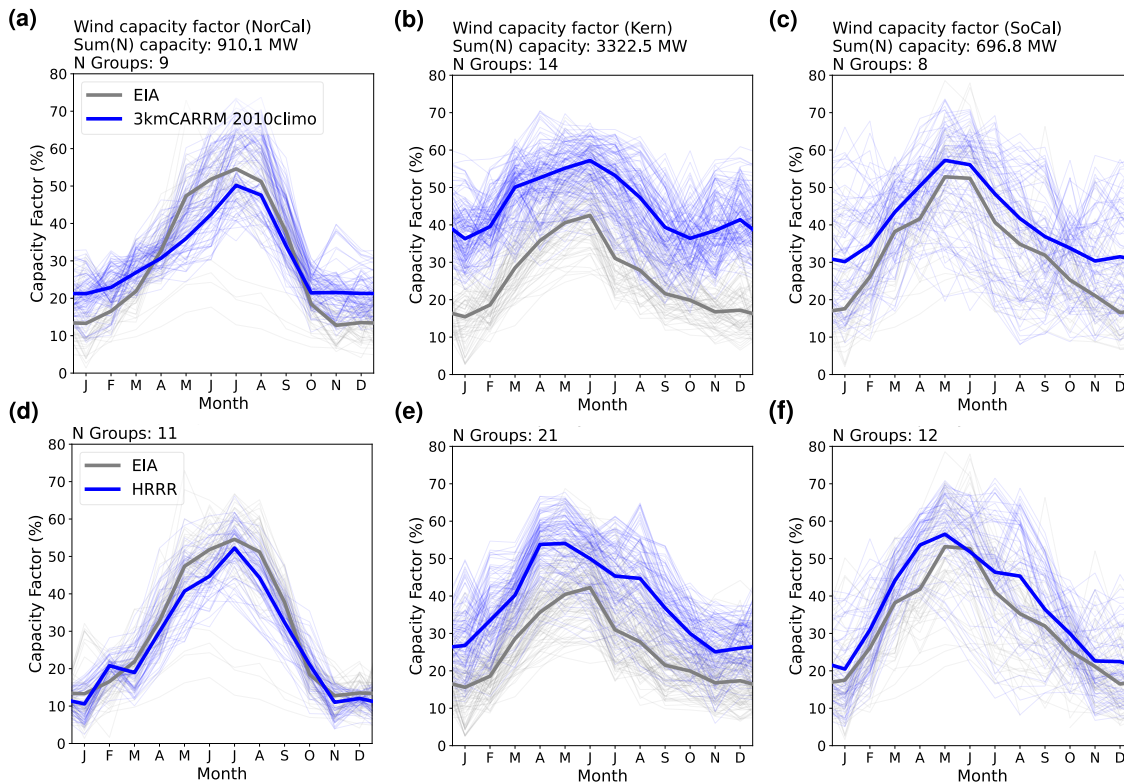 (a)
Wind capacity factor (NorCal)
Sum(N) capacity: 910.1 MW
N Groups: 9
EIA
3kmCARRM 2010climo
Capacity Factor (%)
80
70
60
50
40
30
20
10
0
J F M A M J J A S O N D
Month
(b)
Wind capacity factor (Kern)
Sum(N) capacity: 3322.5 MW
N Groups: 14
Capacity Factor (%)
80
70
60
50
40
30
20
10
0
J F M A M J J A S O N D
Month
(c)
Wind capacity factor (SoCal)
Sum(N) capacity: 696.8 MW
N Groups: 8
Capacity Factor (%)
80
70
60
50
40
30
20
10
0
J F M A M J J A S O N D
Month
(d)
N Groups: 11
EIA
HRRR
Capacity Factor (%)
80
70
60
50
40
30
20
10
0
J F M A M J J A S O N D
Month
(e)
N Groups: 21
Capacity Factor (%)
80
70
60
50
40
30
20
10
0
J F M A M J J A S O N D
Month
(f)
N Groups: 12
Capacity Factor (%)
80
70
60
50
40
30
20
10
0
J F M A M J J A S O N D
Month